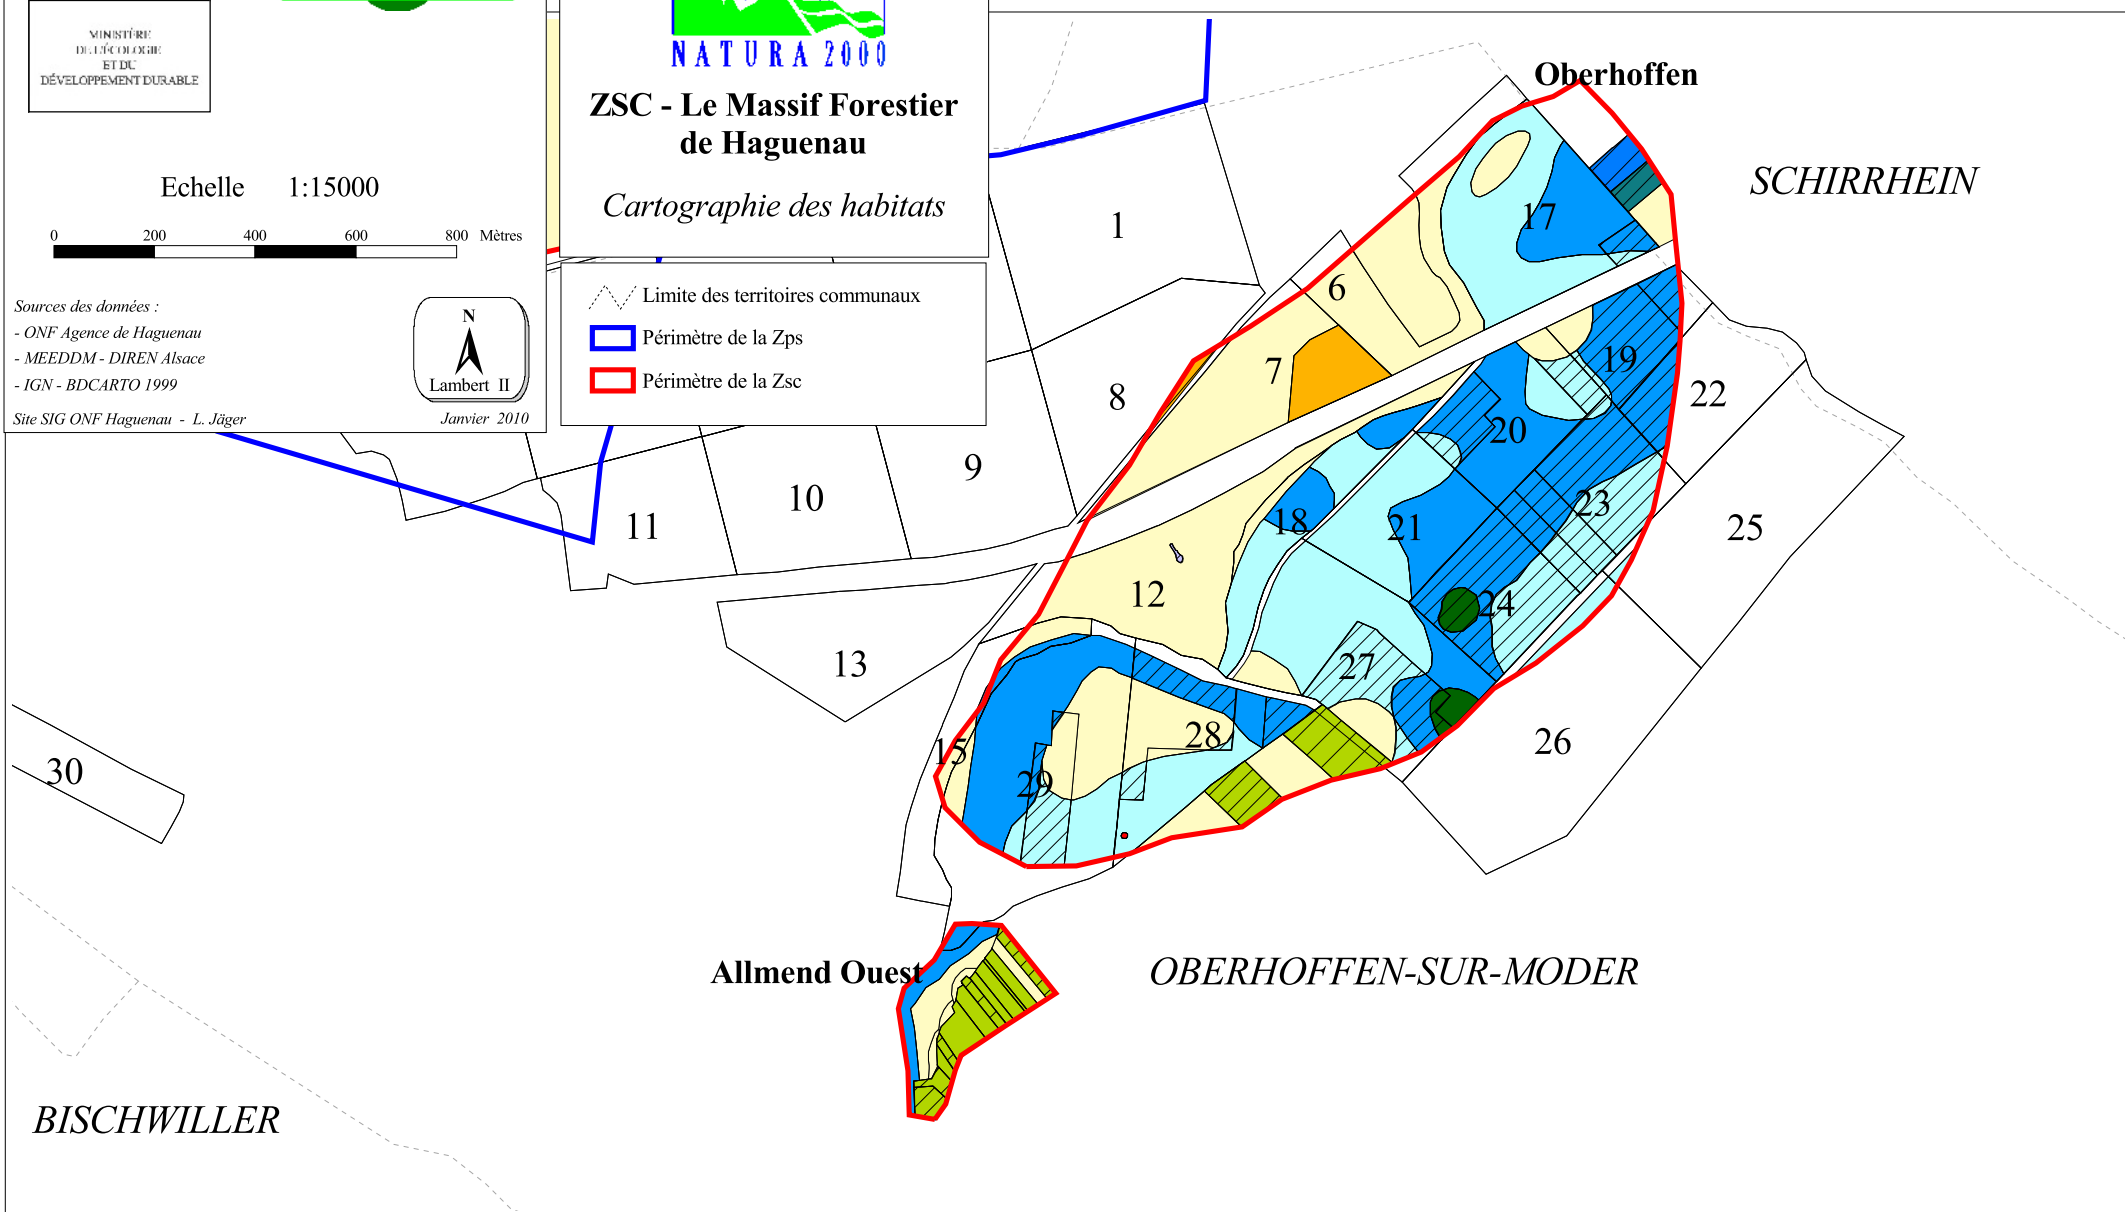 MINISTÈRE
DE L'ÉCOLOGIE
ET DU
DÉVELOPPEMENT DURABLE
Echelle 1:15000
0 200 400 600 800 Mètres
Sources des données :
- ONF Agence de Haguenau
- MEEDDM - DIREN Alsace
- IGN - BDCARTO 1999
Site SIG ONF Haguenau - L. Jäger
N
Lambert II
Janvier 2010
NATURA 2000
ZSC - Le Massif Forestier
de Haguenau
Cartographie des habitats
Limite des territoires communaux
Périmètre de la Zps
Périmètre de la Zsc
Oberhoffen
SCHIRRHEIN
1
17
6
7
19
8
22
20
9
10
11
18
21
23
25
12
24
13
27
15
28
26
29
30
Allmend Ouest
OBERHOFFEN-SUR-MODER
BISCHWILLER